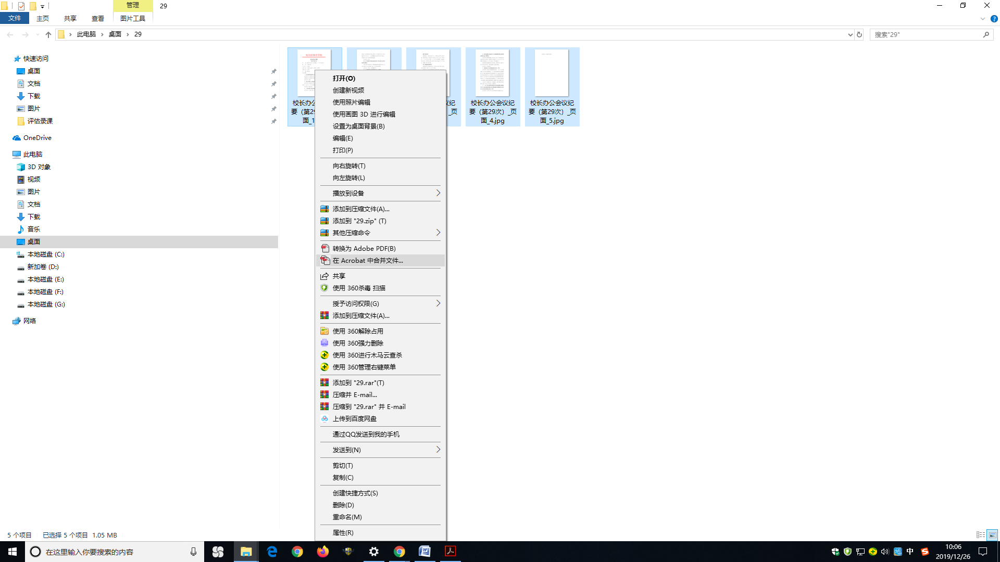 管理
29
文件
主页
共享
查看
图片工具
此电脑
桌面
29
搜索"29"
快速访问
桌面
文档
下载
图片
评估录课
OneDrive
此电脑
3D 对象
视频
图片
文档
下载
音乐
桌面
本地磁盘 (C:)
新加卷 (D:)
本地磁盘 (E:)
本地磁盘 (F:)
本地磁盘 (G:)
网络
校长办公会议纪
要（第29次）_页
面_4.jpg
校长办公会议纪
要（第29次）_页
面_5.jpg
打开(O)
创建新视频
使用照片编辑
使用画图 3D 进行编辑
设置为桌面背景(B)
编辑(E)
打印(P)
向右旋转(T)
向左旋转(L)
播放到设备
添加到压缩文件(A)...
添加到 "29.zip" (T)
其他压缩命令
转换为 Adobe PDF(B)
在 Acrobat 中合并文件...
共享
使用 360杀毒 扫描
授予访问权限(G)
添加到压缩文件(A)...
使用 360解除占用
使用 360强力删除
使用 360进行木马云查杀
使用 360管理右键菜单
添加到 "29.rar"(T)
压缩并 E-mail...
压缩到 "29.rar" 并 E-mail
上传到百度网盘
通过QQ发送到我的手机
发送到(N)
剪切(T)
复制(C)
创建快捷方式(S)
删除(D)
重命名(M)
属性(R)
5 个项目
已选择 5 个项目 1.05 MB
在这里输入你要搜索的内容
中
10:06
2019/12/26